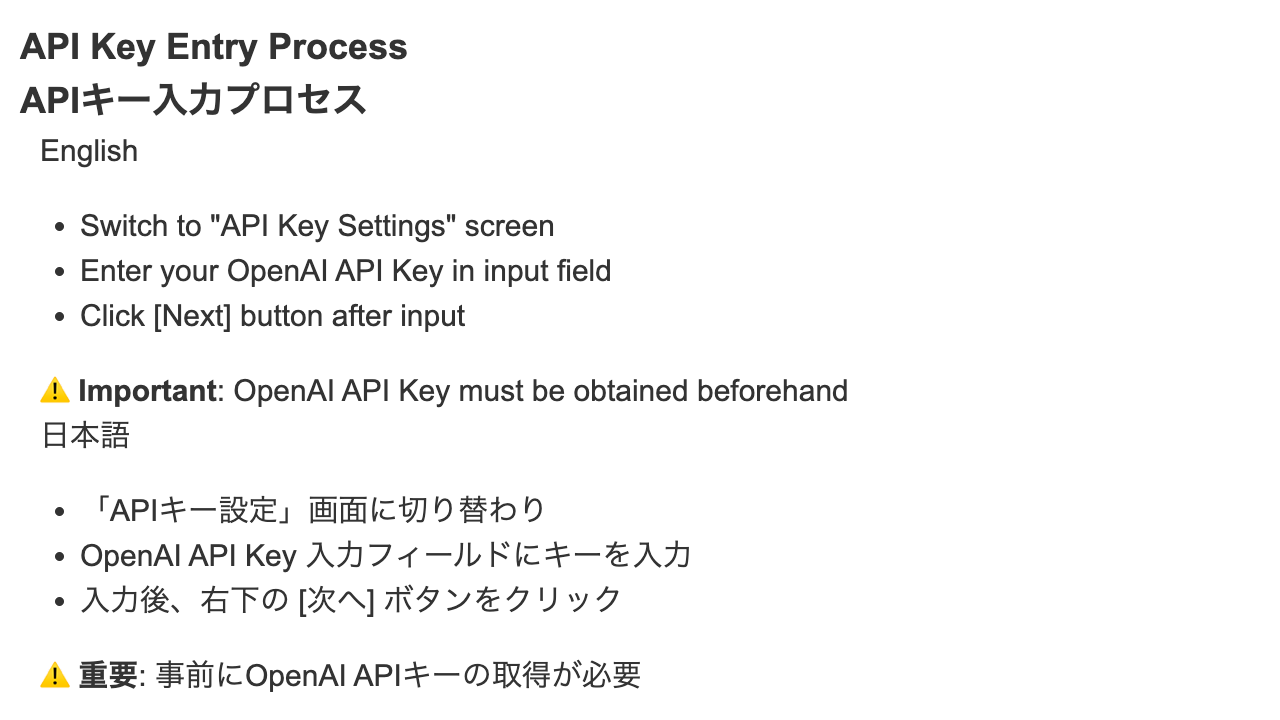 API Key Entry Process
APIキー入力プロセス
English
• Switch to "API Key Settings" screen
• Enter your OpenAI API Key in input field
• Click [Next] button after input
⚠️ Important: OpenAI API Key must be obtained beforehand
日本語
• 「APIキー設定」画面に切り替わり
• OpenAI API Key 入力フィールドにキーを入力
• 入力後、右下の [次へ] ボタンをクリック
⚠️ 重要: 事前にOpenAI APIキーの取得が必要